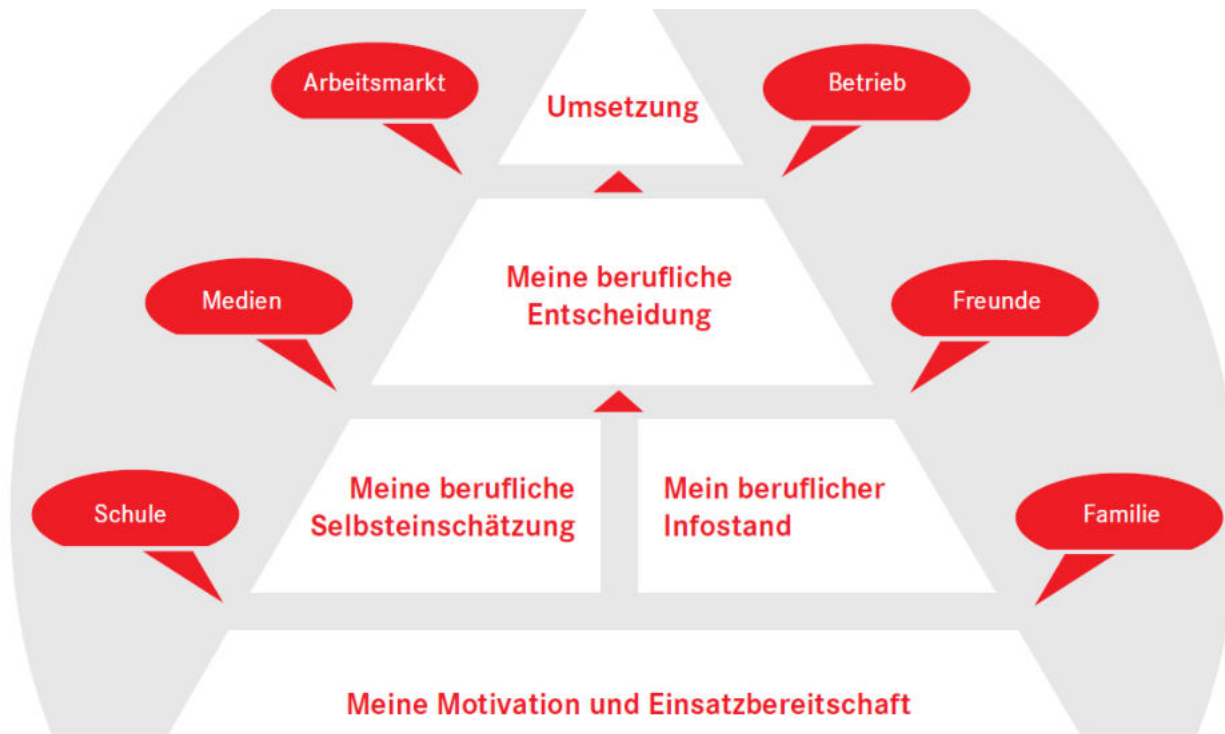 Arbeitsmarkt
Betrieb
Umsetzung
Medien
Meine berufliche
Entscheidung
Freunde
Schule
Meine berufliche
Selbsteinschätzung
Mein beruflicher
Infostand
Familie
Meine Motivation und Einsatzbereitschaft